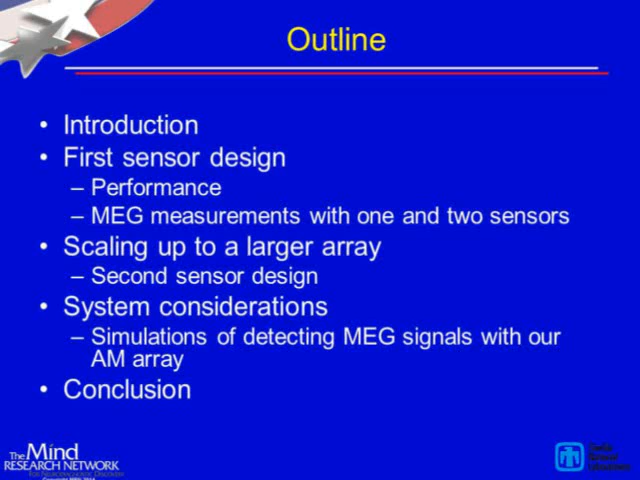 Outline
• Introduction
• First sensor design
– Performance
– MEG measurements with one and two sensors
• Scaling up to a larger array
– Second sensor design
• System considerations
– Simulations of detecting MEG signals with our
AM array
• Conclusion
The Mind
RESEARCH NETWORK